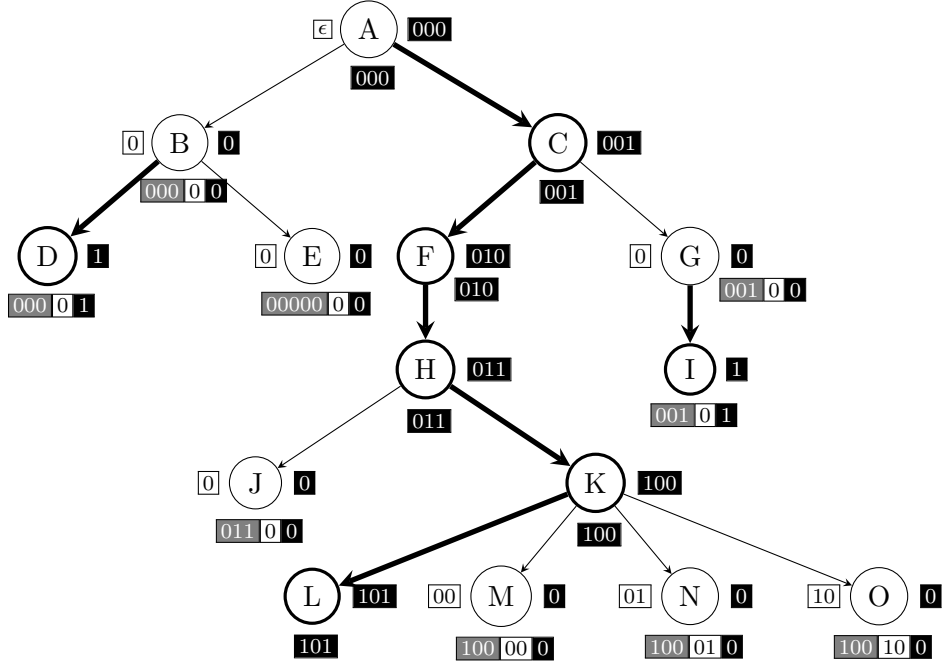 ϵ A 000
000
0 B 0
C 001
000 0 0
001
D 1
0 E 0
F 010
0 G 0
000 0 1
00000 0 0
010
001 0 0
H 011
I 1
011
001 0 1
0 J 0
K 100
011 0 0
100
L 101
00 M 0
01 N 0
10 O 0
101
100 00 0
100 01 0
100 10 0